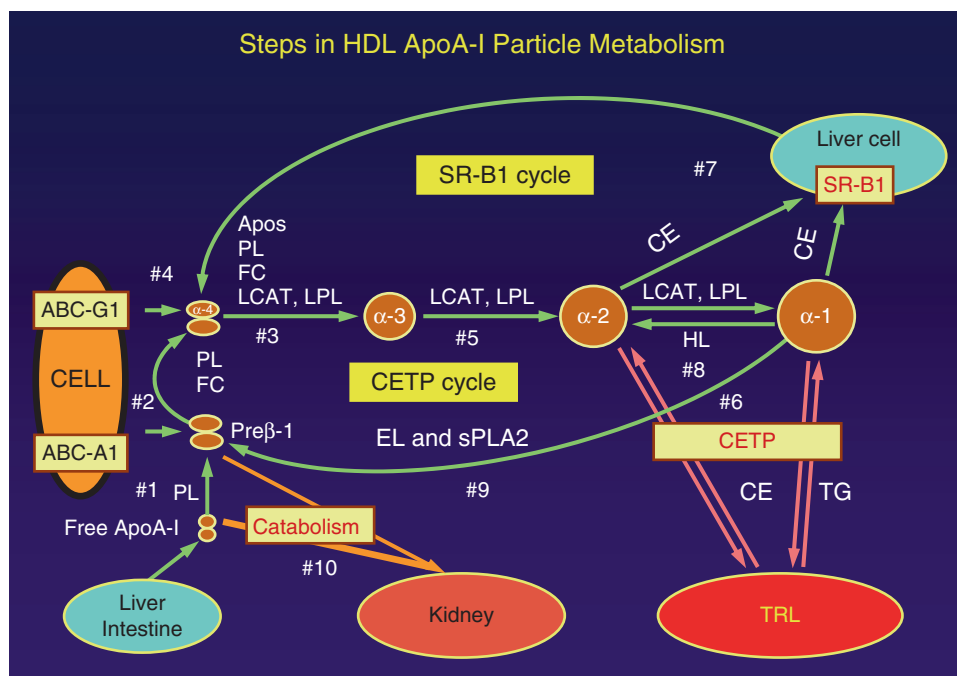 Steps in HDL ApoA-I Particle Metabolism
Liver cell
SR-B1
#7
SR-B1 cycle
CE
CE
Apos
PL
FC
LCAT, LPL
#3
#4
ABC-G1
α-4
α-3
LCAT, LPL
#5
α-2
LCAT, LPL
HL
#8
α-1
CELL
PL
FC
CETP cycle
#2
#6
ABC-A1
Preβ-1
EL and sPLA2
#9
CETP
CE
TG
#1
PL
Free ApoA-I
Catabolism
#10
Liver
Intestine
Kidney
TRL